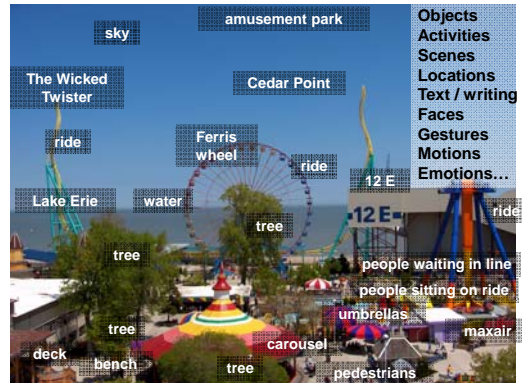 amusement park
sky
Objects
Activities
Scenes
Locations
Text / writing
Faces
Gestures
Motions
Emotions…
The Wicked
Twister
Cedar Point
ride
Ferris
wheel
ride
12 E
Lake Erie
water
12 E
ride
tree
tree
people waiting in line
people sitting on ride
umbrellas
tree
maxair
carousel
deck
bench
tree
pedestrians